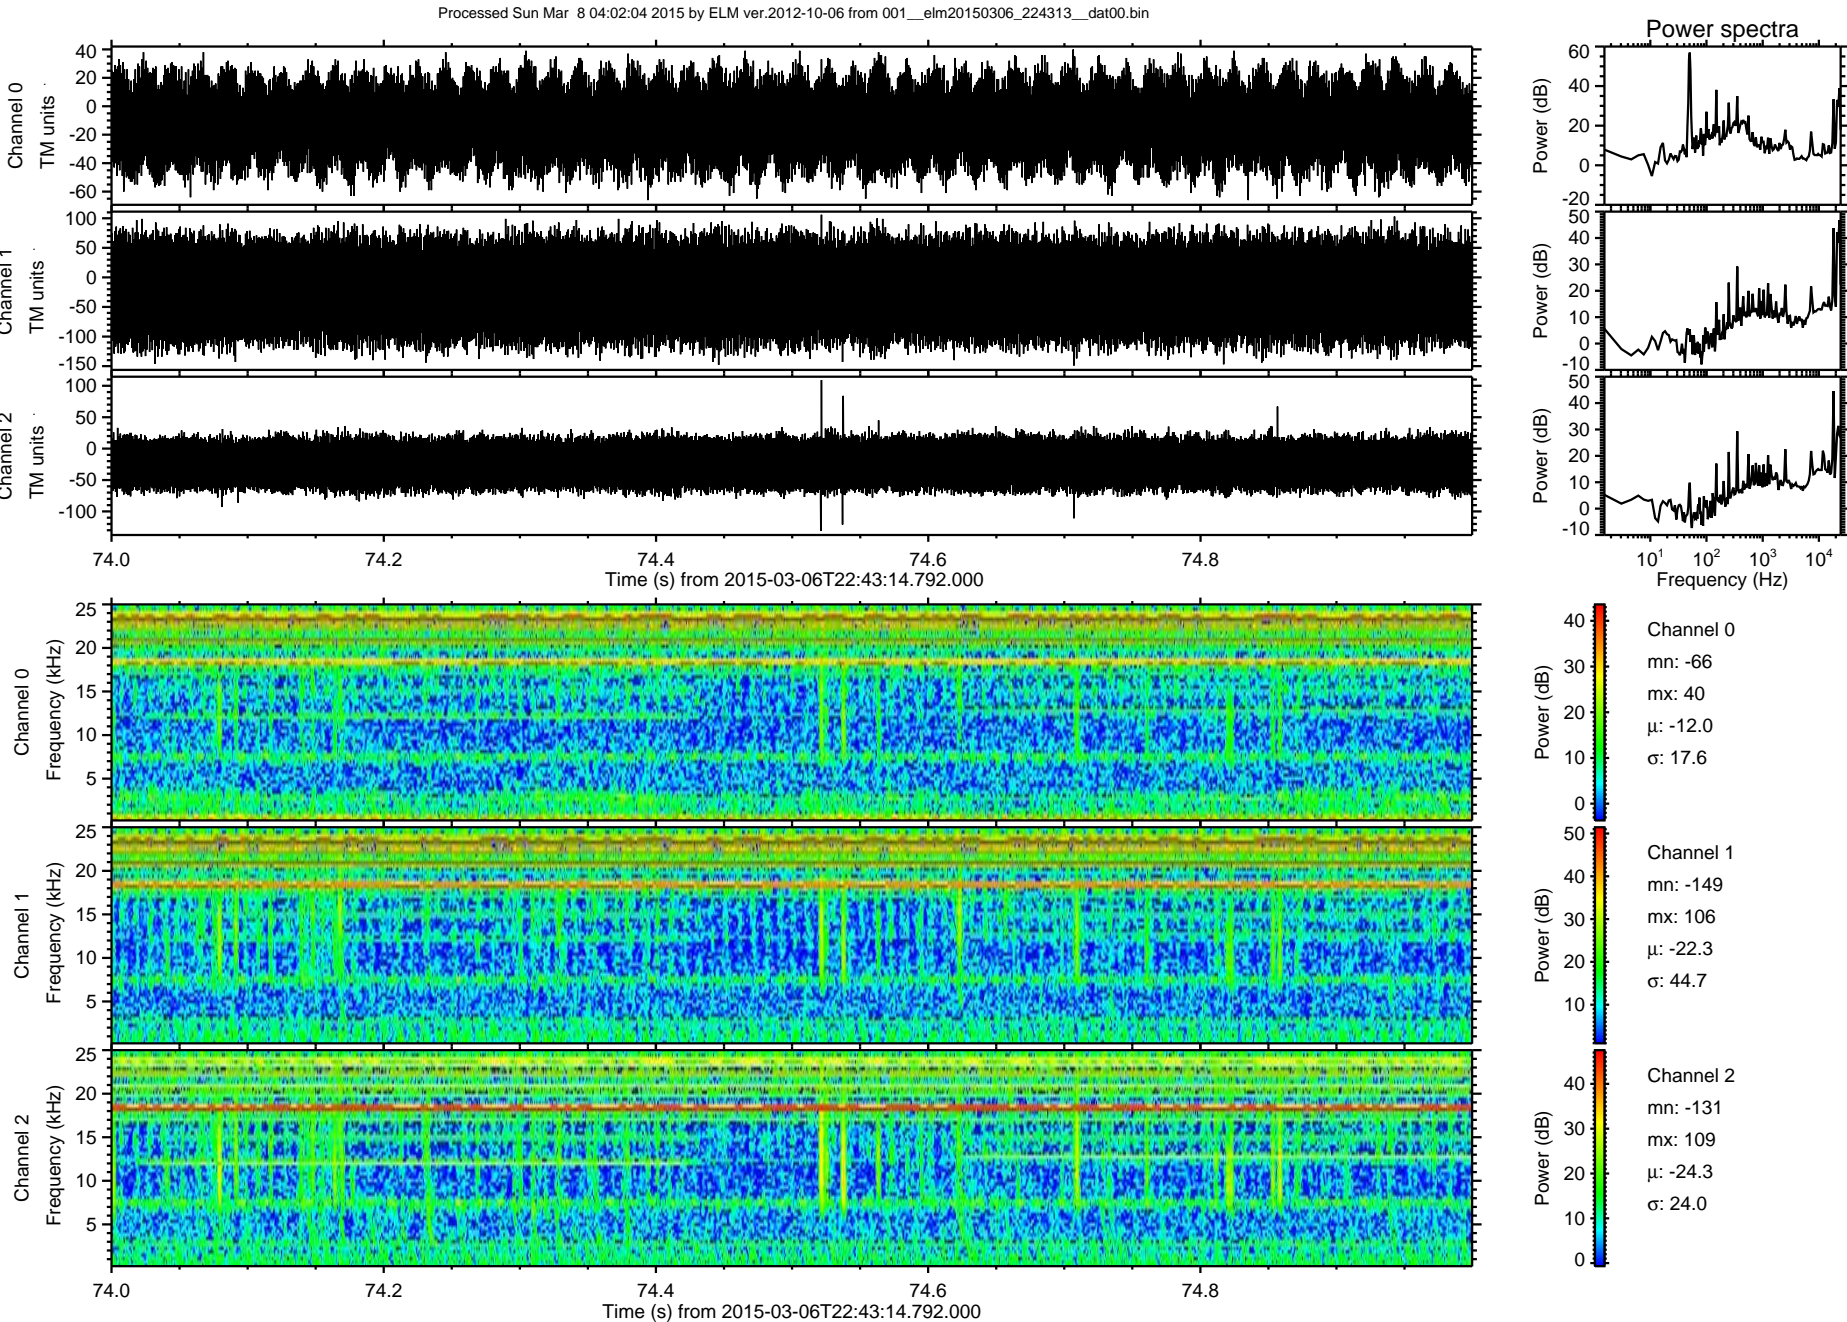 Processed Sun Mar 8 04:02:04 2015 by ELM ver.2012-10-06 from 001__elm20150306_224313__dat00.bin
Power spectra
Channel 0
TM units
40
20
0
-20
-40
-60
Power (dB)
60
40
20
0
-20
Channel 1
TM units
100
50
0
-50
-100
-150
Power (dB)
50
40
30
20
10
0
-10
Channel 2
TM units
100
50
0
-50
-100
Power (dB)
50
40
30
20
10
0
-10
74.0 74.2 74.4 74.6 74.8
Time (s) from 2015-03-06T22:43:14.792.000
10^1 10^2 10^3 10^4
Frequency (Hz)
Channel 0
Frequency (kHz)
25
20
15
10
5
Power (dB)
40
30
20
10
0
Channel 0
mn: -66
mx: 40
μ: -12.0
σ: 17.6
Channel 1
Frequency (kHz)
25
20
15
10
5
Power (dB)
50
40
30
20
10
Channel 1
mn: -149
mx: 106
μ: -22.3
σ: 44.7
Channel 2
Frequency (kHz)
25
20
15
10
5
Power (dB)
40
30
20
10
0
Channel 2
mn: -131
mx: 109
μ: -24.3
σ: 24.0
74.0 74.2 74.4 74.6 74.8
Time (s) from 2015-03-06T22:43:14.792.000